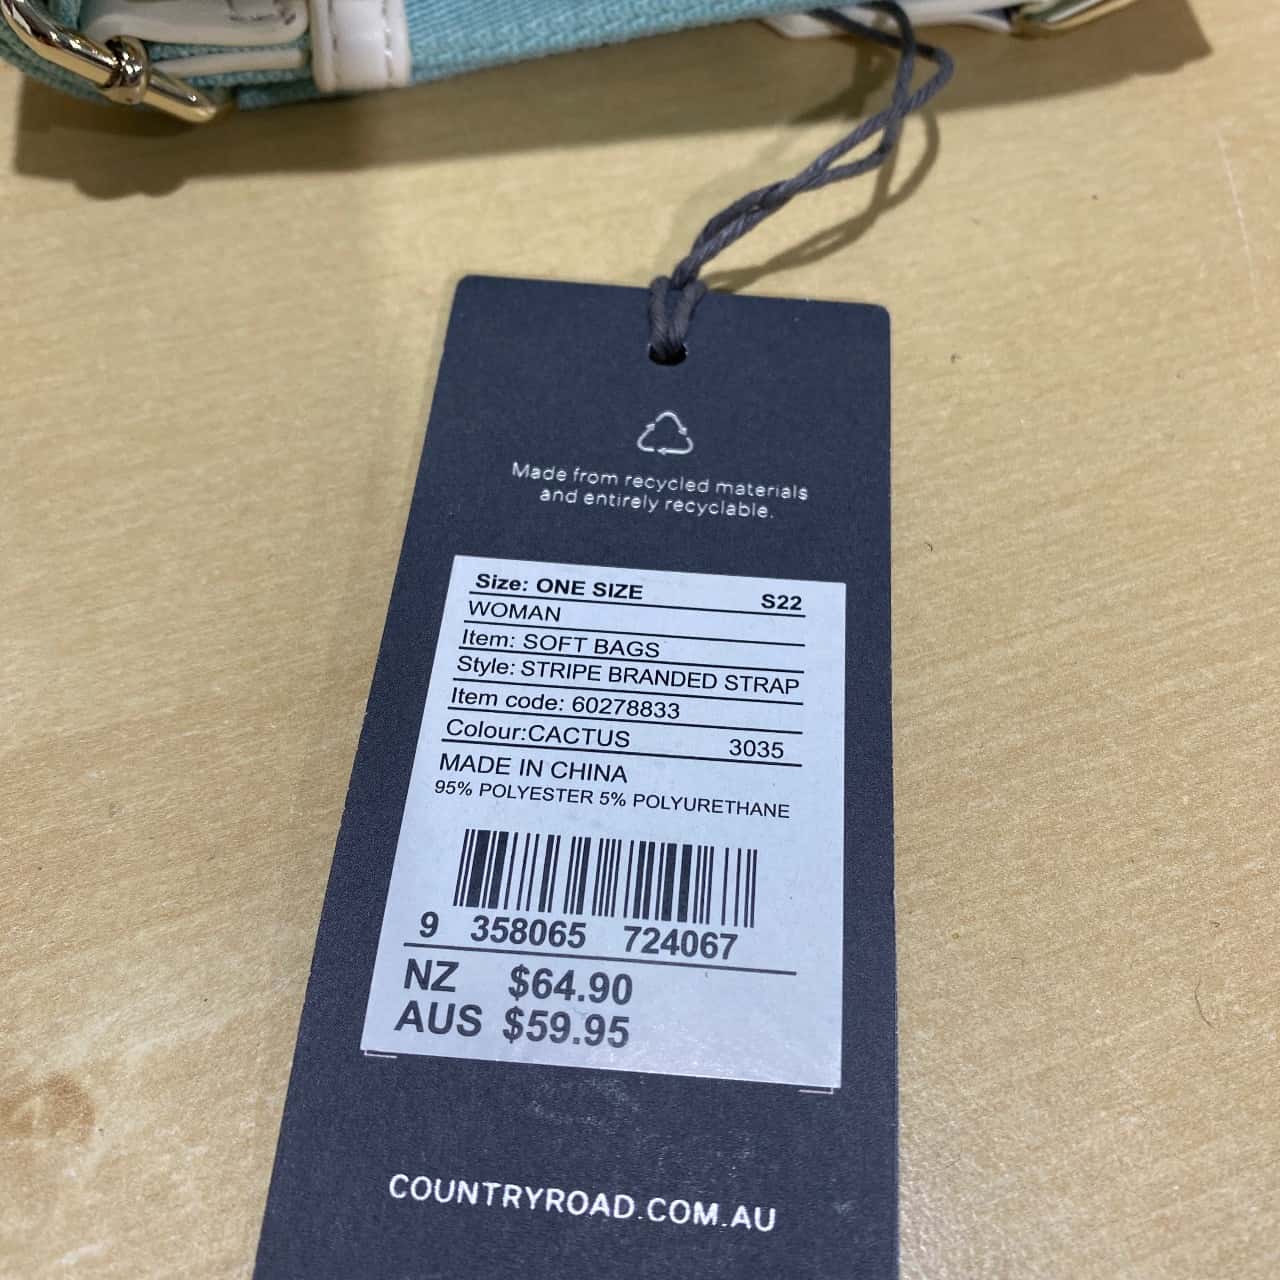 Made from recycled materials
and entirely recyclable.
Size: ONE SIZE S22
WOMAN
Item: SOFT BAGS
Style: STRIPE BRANDED STRAP
Item code: 60278833
Colour:CACTUS 3035
MADE IN CHINA
95% POLYESTER 5% POLYURETHANE
9 358065 724067
NZ $64.90
AUS $59.95
COUNTRYROAD.COM.AU